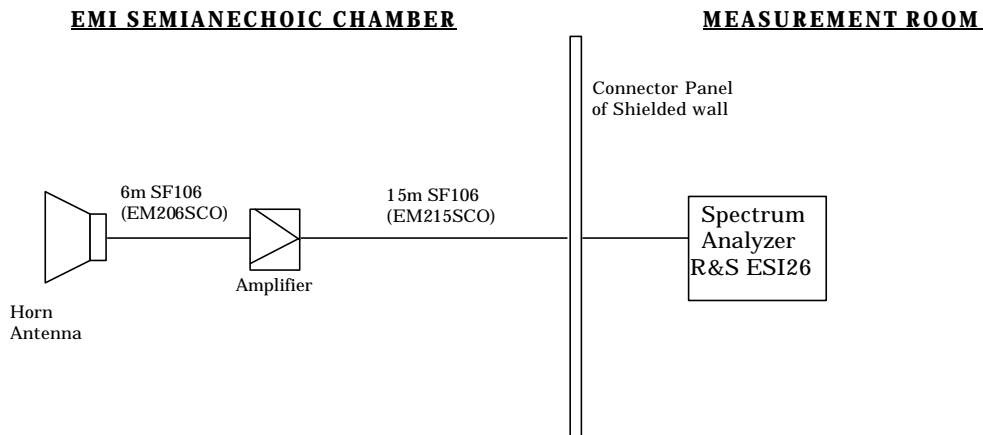 EMI SEMIANECHOIC CHAMBER
MEASUREMENT ROOM
Connector Panel
of Shielded wall
6m SF106
(EM206SCO)
15m SF106
(EM215SCO)
Spectrum
Analyzer
R&S ESI26
Amplifier
Horn
Antenna